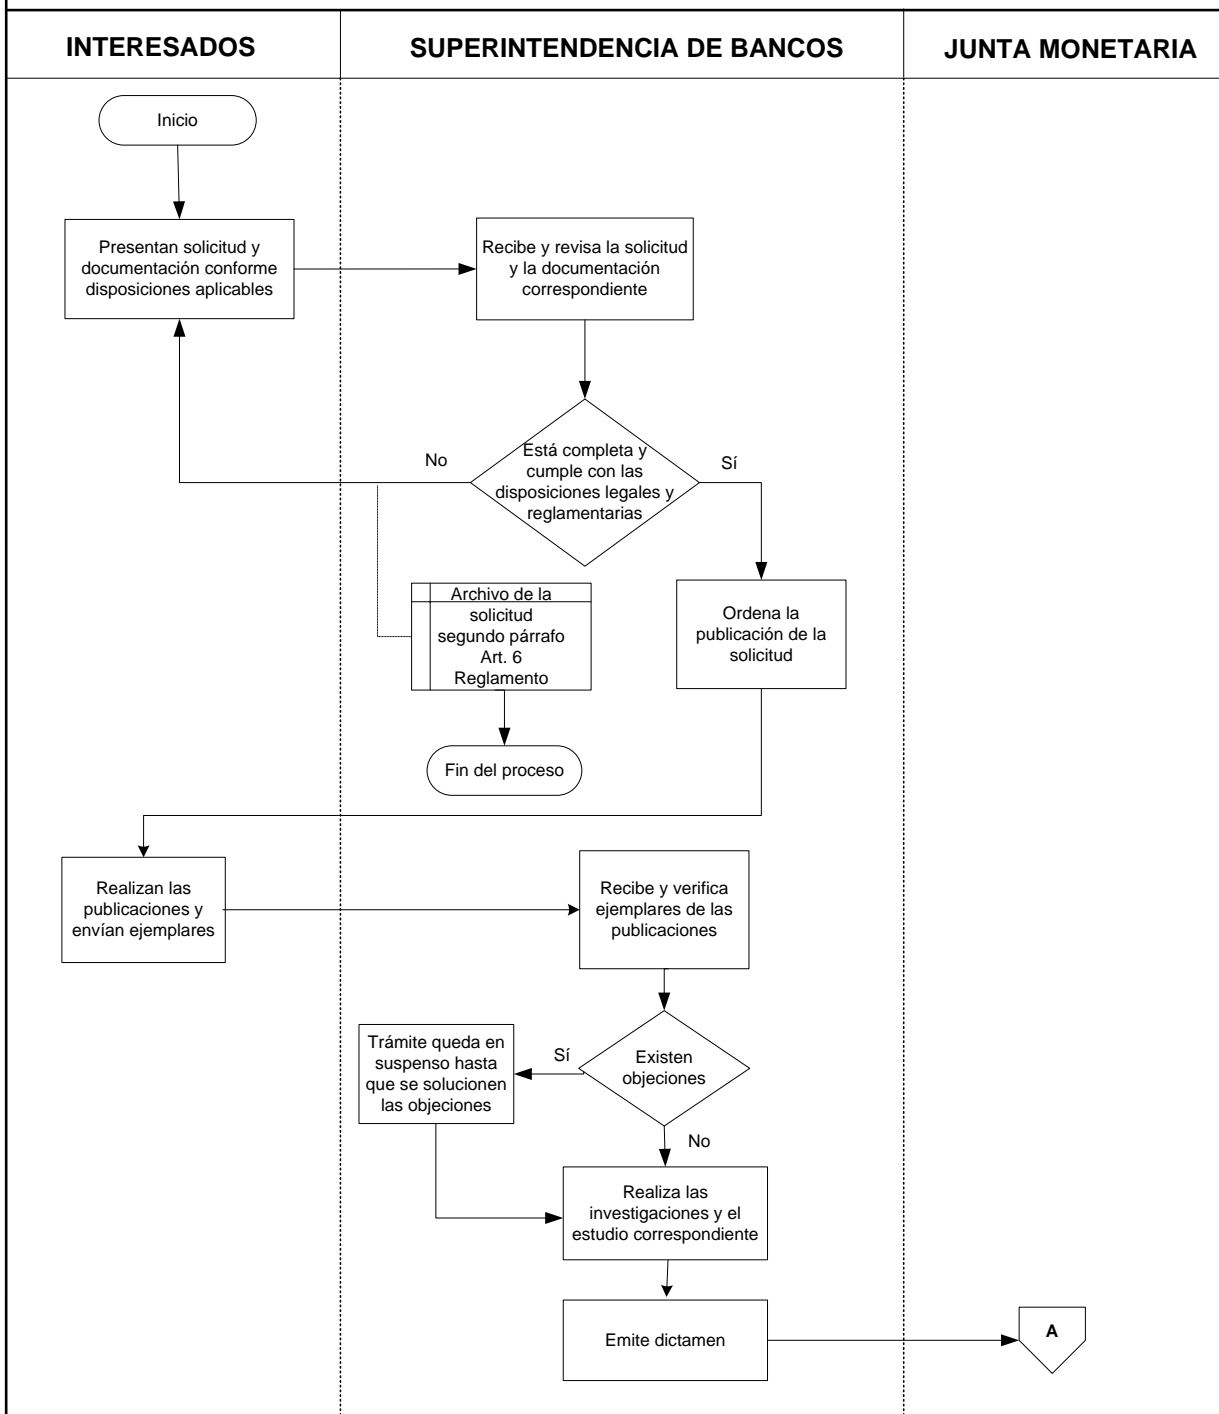 INTERESADOS
SUPERINTENDENCIA DE BANCOS
JUNTA MONETARIA
Inicio
Presentan solicitud y
documentación conforme
disposiciones aplicables
Recibe y revisa la solicitud
y la documentación
correspondiente
Está completa y
cumple con las
disposiciones legales y
reglamentarias
No
Sí
Archivo de la
solicitud
segundo párrafo
Art. 6
Reglamento
Ordena la
publicación de la
solicitud
Fin del proceso
Realizan las
publicaciones y
envían ejemplares
Recibe y verifica
ejemplares de las
publicaciones
Existen
objeciones
Sí
Trámite queda en
suspenso hasta
que se solucionen
las objeciones
No
Realiza las
investigaciones y el
estudio correspondiente
Emite dictamen
A